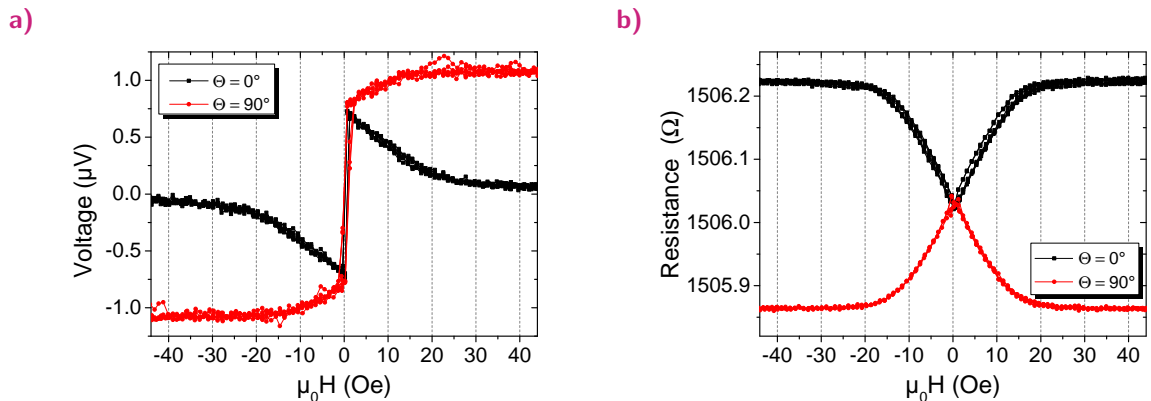 a)
b)
1.0
0.5
0.0
-0.5
-1.0
Voltage (µV)
Θ = 0°
Θ = 90°
-40 -30 -20 -10 0 10 20 30 40
µ₀H (Oe)
1506.2
1506.1
1506.0
1505.9
Resistance (Ω)
Θ = 0°
Θ = 90°
-40 -30 -20 -10 0 10 20 30 40
µ₀H (Oe)